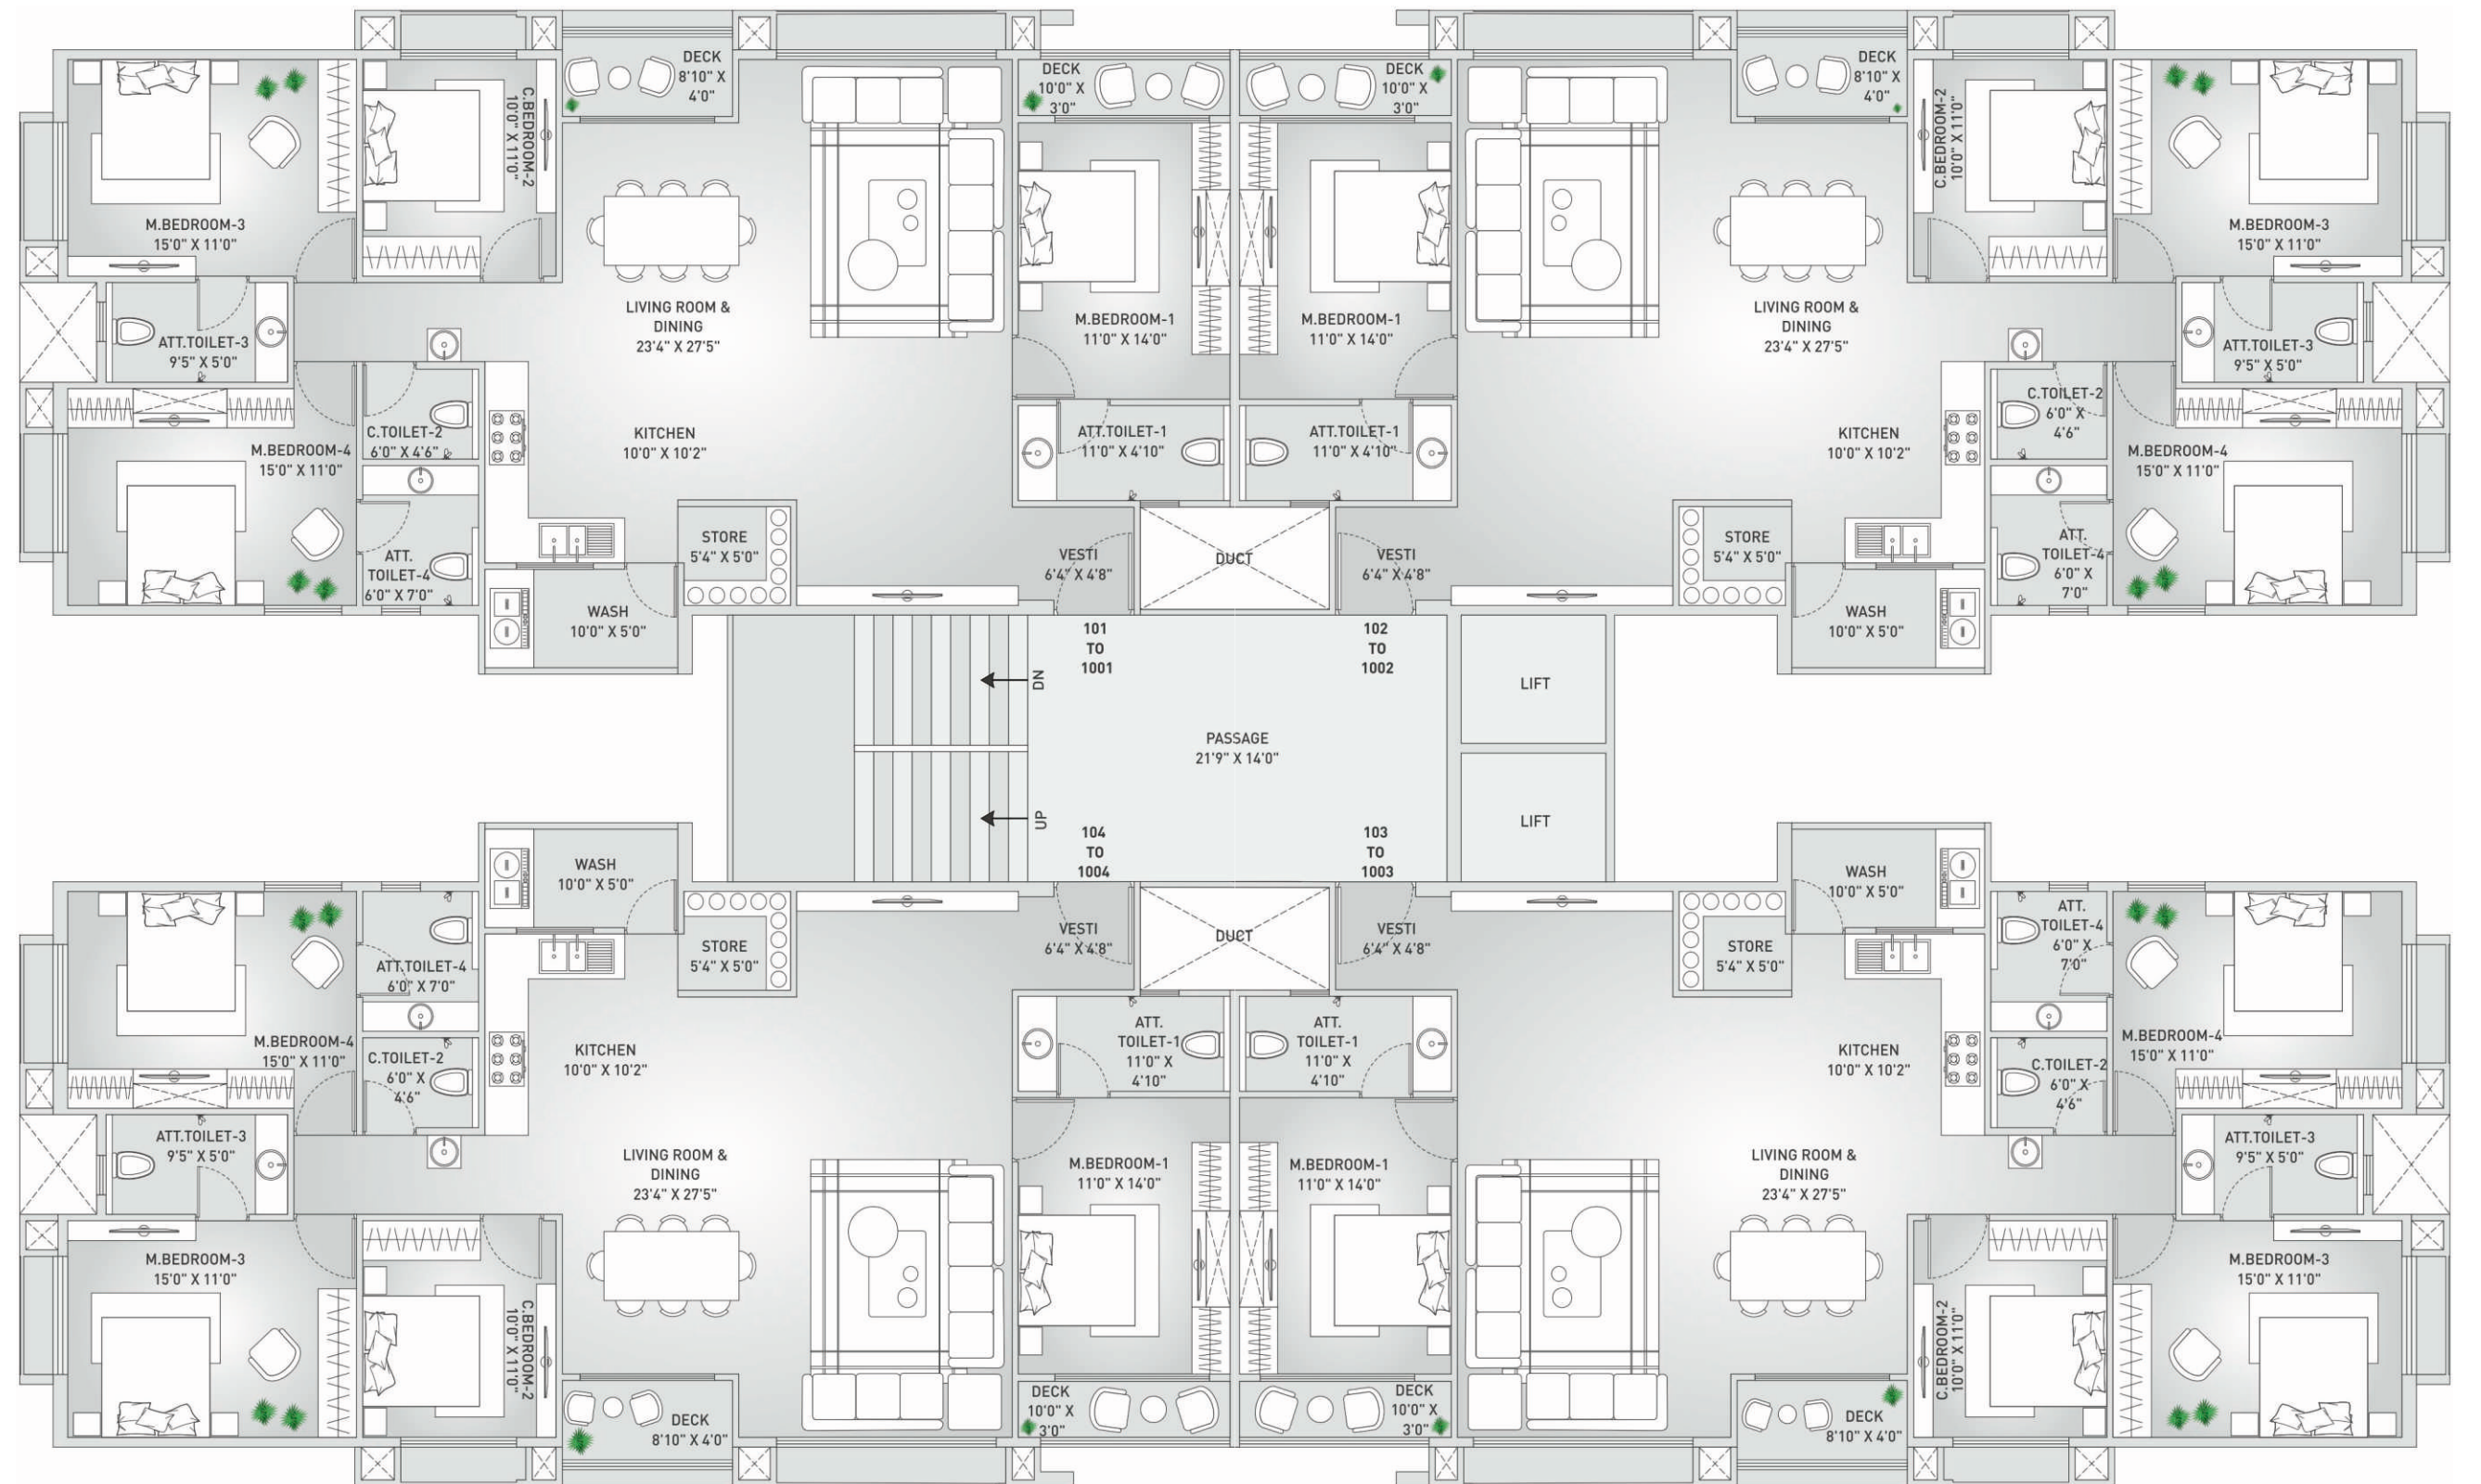 DECK
8'10" X
4'0"
DECK
10'0" X
3'0"
DECK
10'0" X
3'0"
DECK
8'10" X
4'0"
C.BEDROOM-2
10'0" X 11'0"
C.BEDROOM-2
10'0" X 11'0"
M.BEDROOM-3
15'0" X 11'0"
M.BEDROOM-3
15'0" X 11'0"
LIVING ROOM &
DINING
23'4" X 27'5"
M.BEDROOM-1
11'0" X 14'0"
M.BEDROOM-1
11'0" X 14'0"
LIVING ROOM &
DINING
23'4" X 27'5"
ATT.TOILET-3
9'5" X 5'0"
ATT.TOILET-3
9'5" X 5'0"
C.TOILET-2
6'0" X 4'6"
KITCHEN
10'0" X 10'2"
ATT.TOILET-1
11'0" X 4'10"
ATT.TOILET-1
11'0" X 4'10"
KITCHEN
10'0" X 10'2"
C.TOILET-2
6'0" X
4'6"
M.BEDROOM-4
15'0" X 11'0"
M.BEDROOM-4
15'0" X 11'0"
ATT.
TOILET-4
6'0" X 7'0"
STORE
5'4" X 5'0"
VESTI
6'4" X 4'8"
DUCT
VESTI
6'4" X 4'8"
STORE
5'4" X 5'0"
ATT.
TOILET-4
6'0" X
7'0"
WASH
10'0" X 5'0"
WASH
10'0" X 5'0"
101
TO
1001
102
TO
1002
DN
LIFT
PASSAGE
21'9" X 14'0"
UP
LIFT
104
TO
1004
103
TO
1003
WASH
10'0" X 5'0"
WASH
10'0" X 5'0"
ATT.TOILET-4
6'0" X 7'0"
STORE
5'4" X 5'0"
VESTI
6'4" X 4'8"
DUCT
VESTI
6'4" X 4'8"
STORE
5'4" X 5'0"
ATT.
TOILET-4
6'0" X
7'0"
M.BEDROOM-4
15'0" X 11'0"
C.TOILET-2
6'0" X
4'6"
KITCHEN
10'0" X 10'2"
ATT.
TOILET-1
11'0" X
4'10"
ATT.
TOILET-1
11'0" X
4'10"
KITCHEN
10'0" X 10'2"
C.TOILET-2
6'0" X
4'6"
M.BEDROOM-4
15'0" X 11'0"
ATT.TOILET-3
9'5" X 5'0"
ATT.TOILET-3
9'5" X 5'0"
LIVING ROOM &
DINING
23'4" X 27'5"
M.BEDROOM-1
11'0" X 14'0"
M.BEDROOM-1
11'0" X 14'0"
LIVING ROOM &
DINING
23'4" X 27'5"
M.BEDROOM-3
15'0" X 11'0"
M.BEDROOM-3
15'0" X 11'0"
C.BEDROOM-2
10'0" X 11'0"
C.BEDROOM-2
10'0" X 11'0"
DECK
8'10" X 4'0"
DECK
10'0" X
3'0"
DECK
10'0" X
3'0"
DECK
8'10" X 4'0"